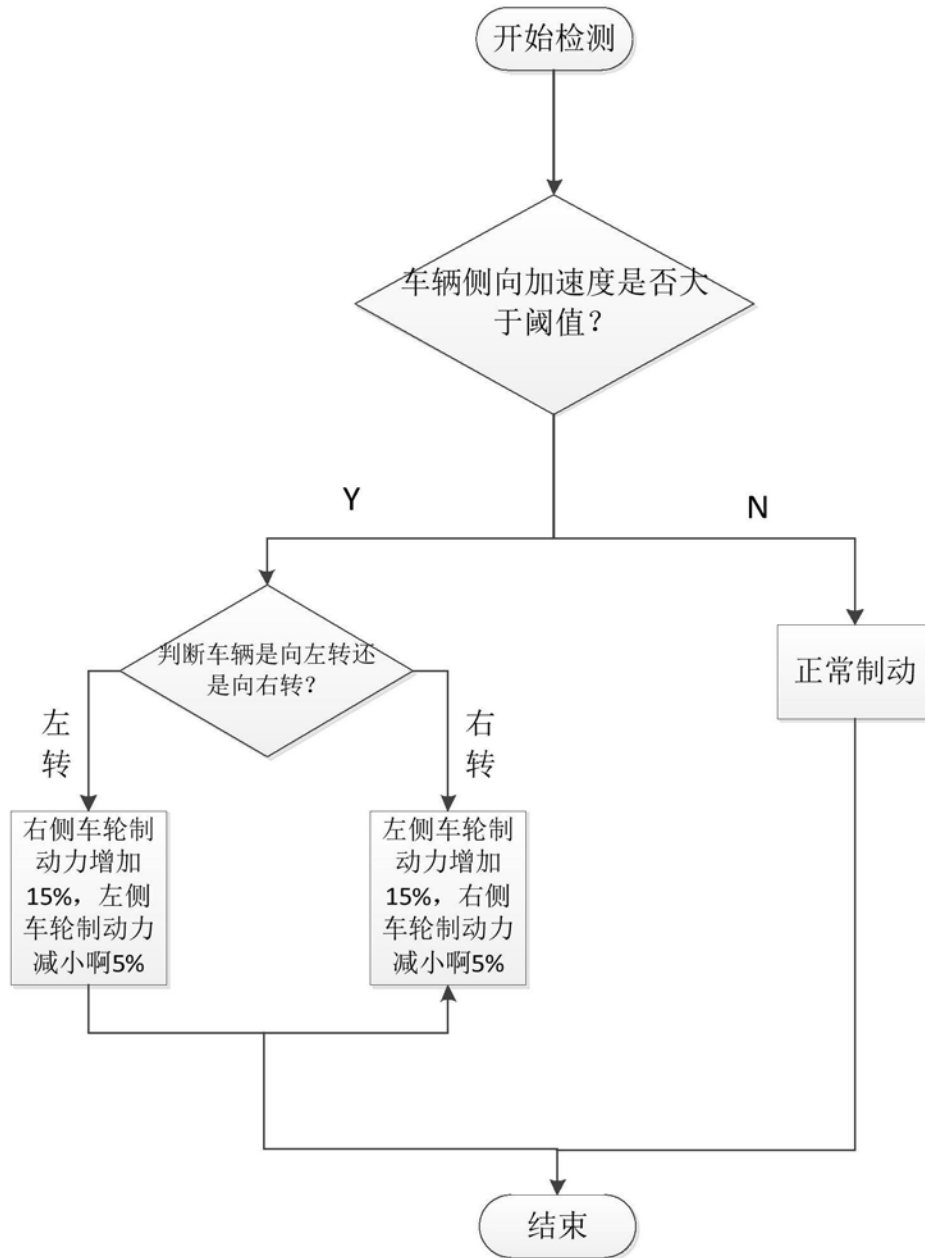 开始检测
车辆侧向加速度是否大
于阈值？
Y
N
判断车辆是向左转还
是向右转？
正常制动
左
转
右
转
右侧车轮制
动力增加
15%，左侧
车轮制动力
减小啊5%
左侧车轮制
动力增加
15%，右侧
车轮制动力
减小啊5%
结束